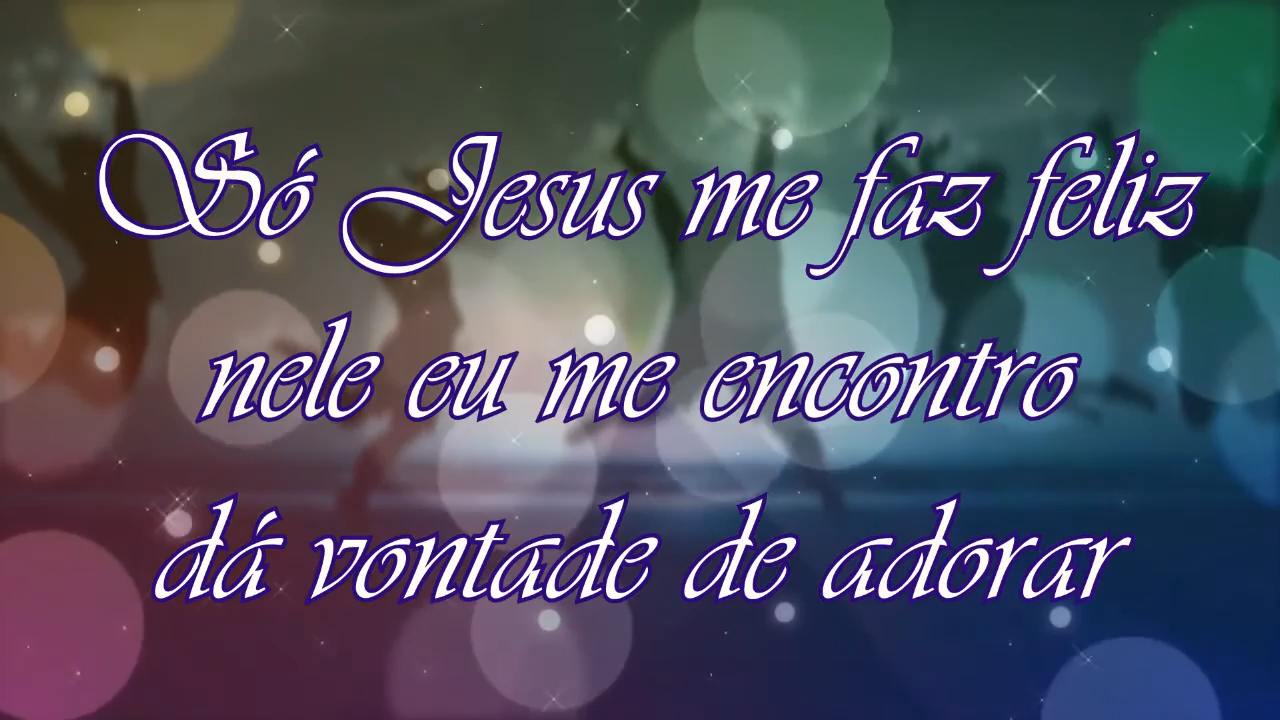 Só Jesus me faz feliz
nele eu me encontro
dá vontade de adorar